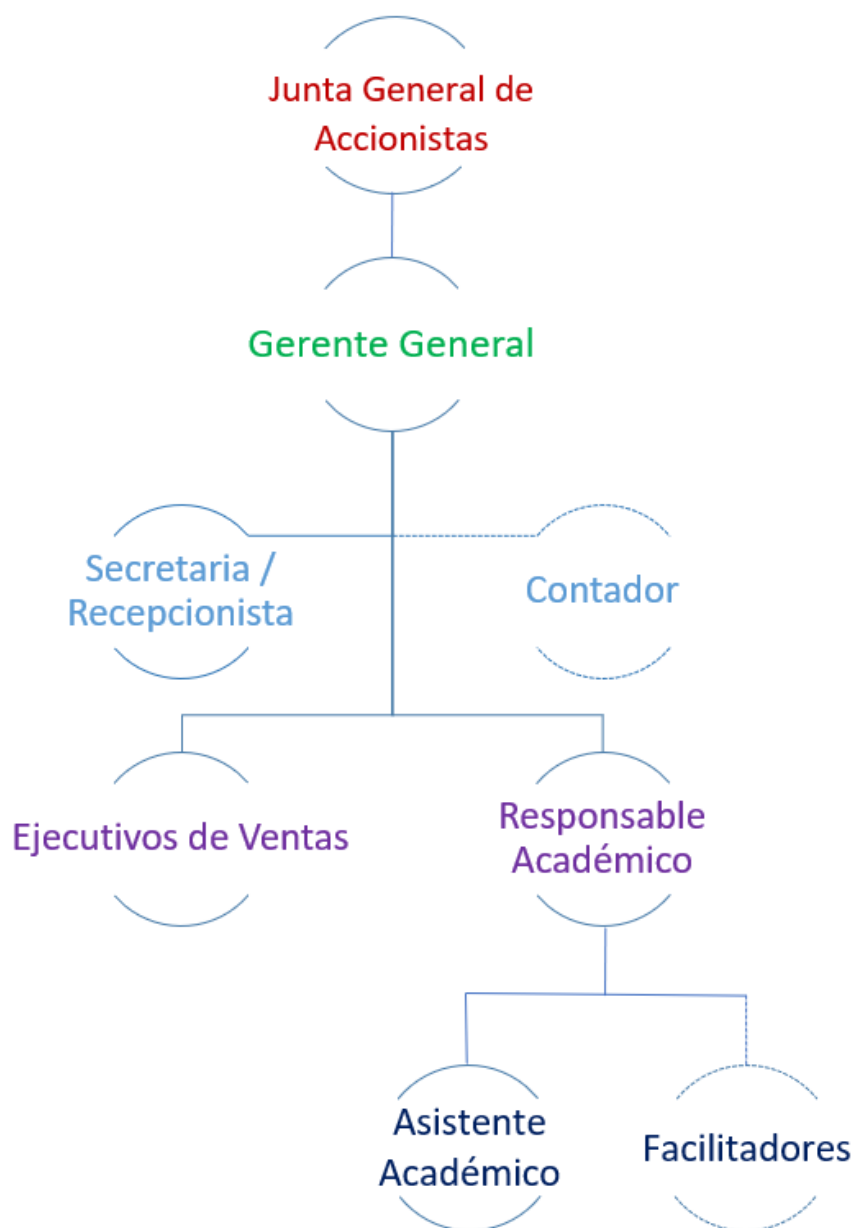 Junta General de
Accionistas
Gerente General
Secretaria /
Recepcionista
Contador
Ejecutivos de Ventas
Responsable
Académico
Asistente
Académico
Facilitadores